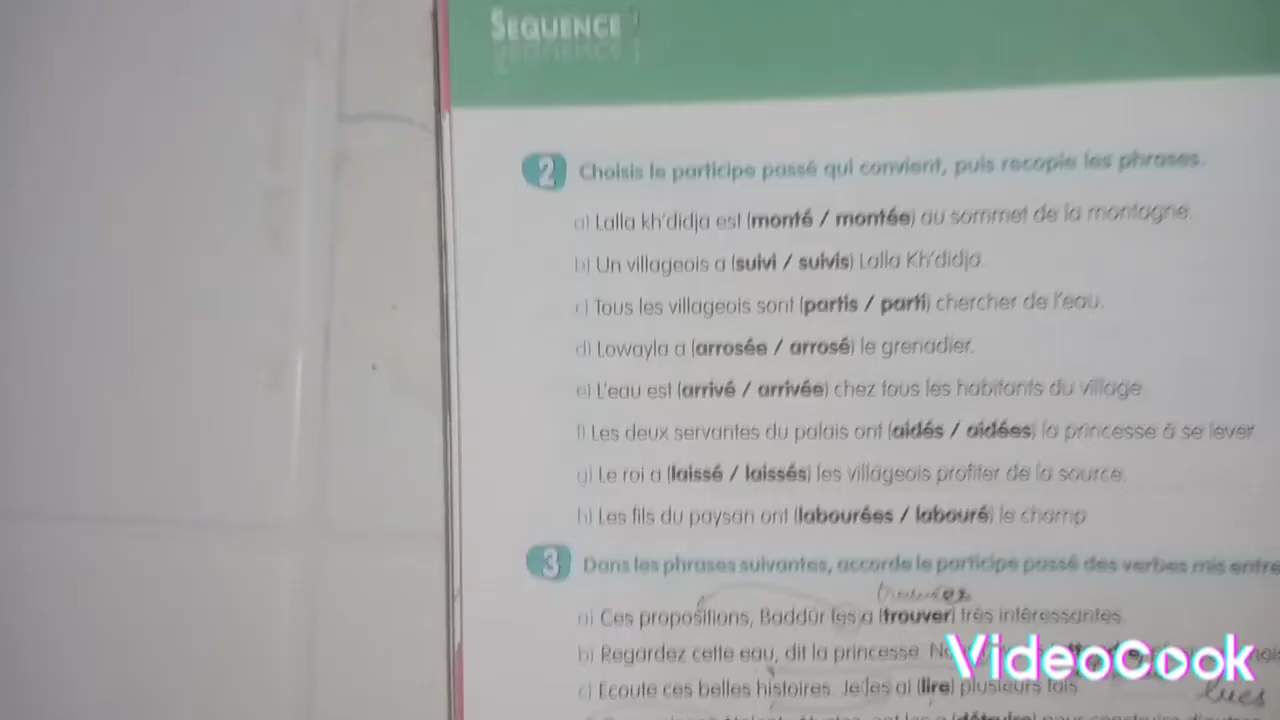 SEQUENCE
2 Choisis le participe passé qui convient, puis recopie les phrases.
a) Lalla kh'didja est (monté / montée) au sommet de la montagne.
b) Un villageois a (suivi / suivis) Lalla Kh'didja.
c) Tous les villageois sont (partis / parti) chercher de l'eau.
d) Lowayla a (arrosée / arrosé) le grenadier.
e) L'eau est (arrivé / arrivée) chez tous les habitants du village.
f) Les deux servantes du palais ont (aidés / aidées) la princesse à se lever.
g) Le roi a (laissé / laissés) les villageois profiter de la source.
h) Les fils du paysan ont (labourées / labouré) le champ.
3 Dans les phrases suivantes, accorde le participe passé des verbes mis entre
a) Ces propositions, Baddûr les a (trouver) très intéressantes.
b) Regardez cette eau, dit la princesse.
VideoCook
c) Ecoute ces belles histoires. Je les ai (lire) plusieurs fois.
lues